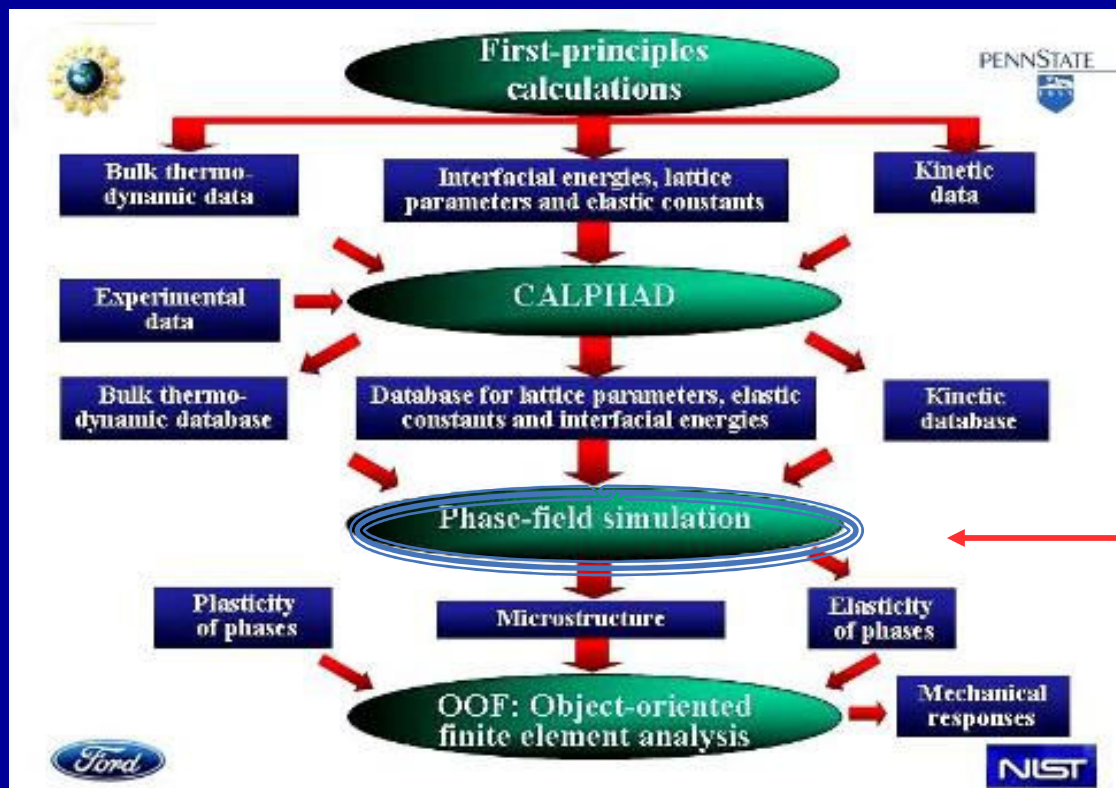 First-principles
calculations
PENNSTATE
Bulk thermo-
dynamic data
Interfacial energies, lattice
parameters and elastic constants
Kinetic
data
Experimental
data
CALPHAD
Bulk thermo-
dynamic database
Database for lattice parameters, elastic
constants and interfacial energies
Kinetic
database
Phase-field simulation
Plasticity
of phases
Microstructure
Elasticity
of phases
OOF: Object-oriented
finite element analysis
Mechanical
responses
Ford
NIST